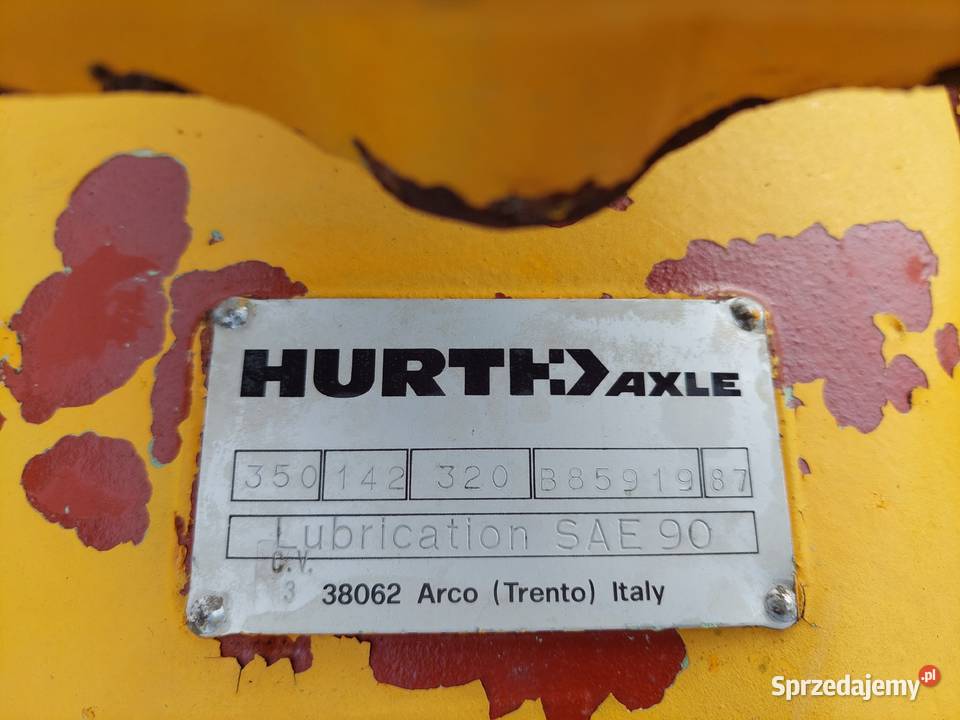 HURTH AXLE
350 142 320 B85919 87
Lubrication SAE 90
C.V.
3
38062 Arco (Trento) Italy
Sprzedajemy.pl